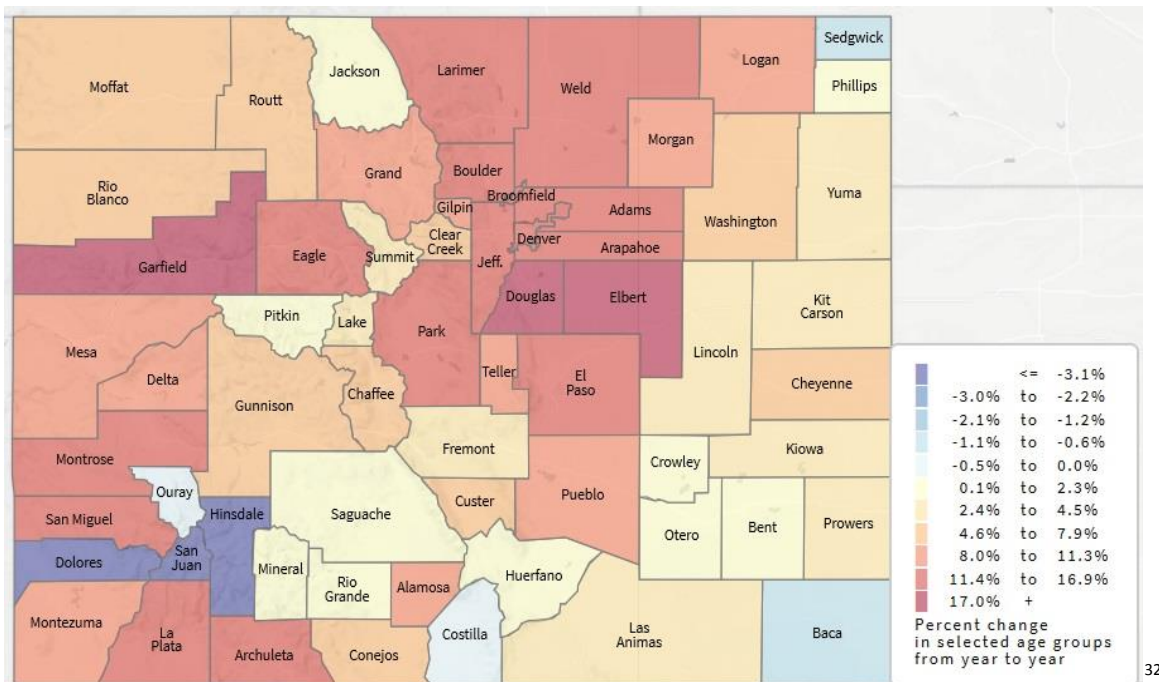 Sedgwick
Logan
Jackson
Larimer
Moffat
Weld
Phillips
Routt
Morgan
Grand
Boulder
Rio
Blanco
Yuma
Broomfield
Gilpin
Adams
Washington
Clear
Creek
Denver
Arapahoe
Eagle
Summit
Jeff.
Garfield
Douglas
Elbert
Kit
Carson
Pitkin
Lake
Park
Mesa
Lincoln
Delta
Teller
El
Paso
Cheyenne
Chaffee
Gunnison
Fremont
Kiowa
Montrose
Crowley
Ouray
Pueblo
Custer
Hinsdale
Saguache
San Miguel
Prowers
Bent
Otero
San
Juan
Dolores
Mineral
Huerfano
Rio
Grande
Alamosa
Montezuma
La
Plata
Costilla
Las
Animas
Baca
Archuleta
Conejos
<= -3.1%
-3.0% to -2.2%
-2.1% to -1.2%
-1.1% to -0.6%
-0.5% to 0.0%
0.1% to 2.3%
2.4% to 4.5%
4.6% to 7.9%
8.0% to 11.3%
11.4% to 16.9%
17.0% +
Percent change
in selected age groups
from year to year
32